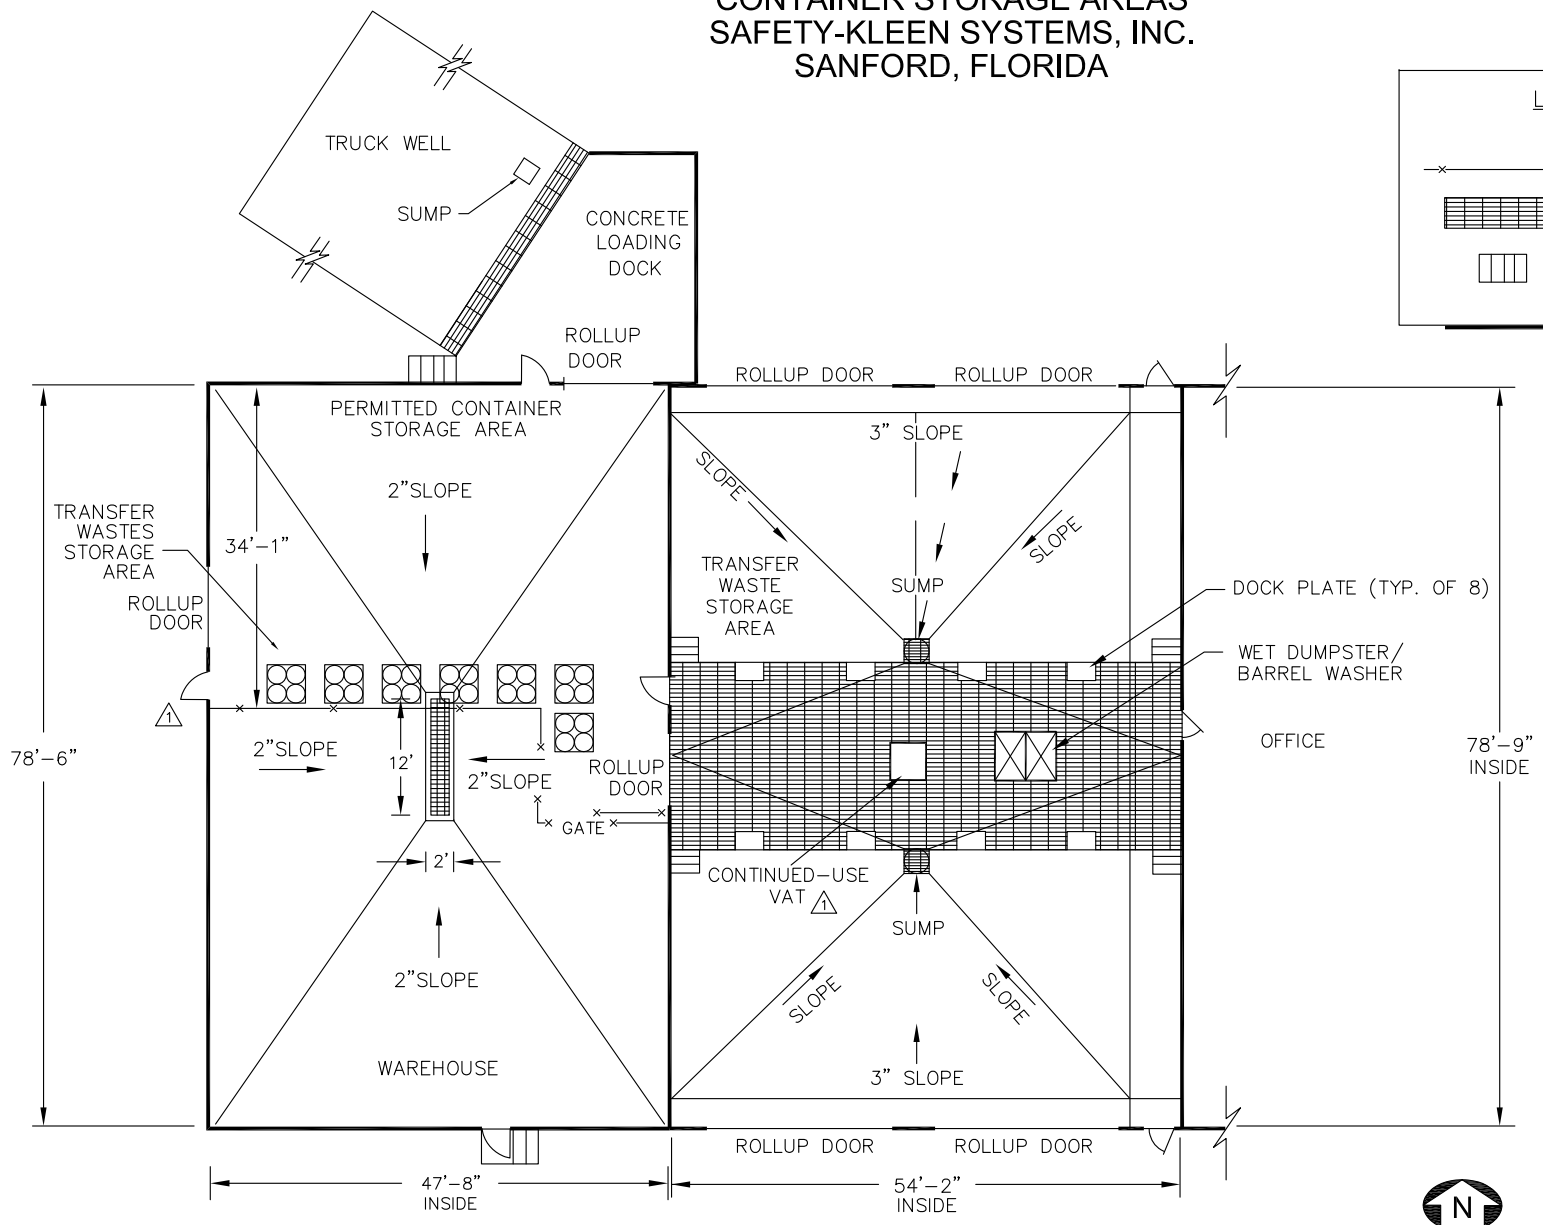 CONTAINER STORAGE AREAS
SAFETY-KLEEN SYSTEMS, INC.
SANFORD, FLORIDA
L
TRUCK WELL
SUMP
CONCRETE
LOADING
DOCK
ROLLUP
DOOR
ROLLUP DOOR
ROLLUP DOOR
PERMITTED CONTAINER
STORAGE AREA
3" SLOPE
SLOPE
SLOPE
2"SLOPE
TRANSFER
WASTES
STORAGE
AREA
34'-1"
ROLLUP
DOOR
TRANSFER
WASTE
STORAGE
AREA
SUMP
DOCK PLATE (TYP. OF 8)
WET DUMPSTER/
BARREL WASHER
1
78'-6"
2"SLOPE
12'
2"SLOPE
ROLLUP
DOOR
OFFICE
78'-9"
INSIDE
GATE
2'
CONTINUED-USE
VAT
1
SUMP
2"SLOPE
SLOPE
SLOPE
WAREHOUSE
3" SLOPE
ROLLUP DOOR
ROLLUP DOOR
47'-8"
INSIDE
54'-2"
INSIDE
N